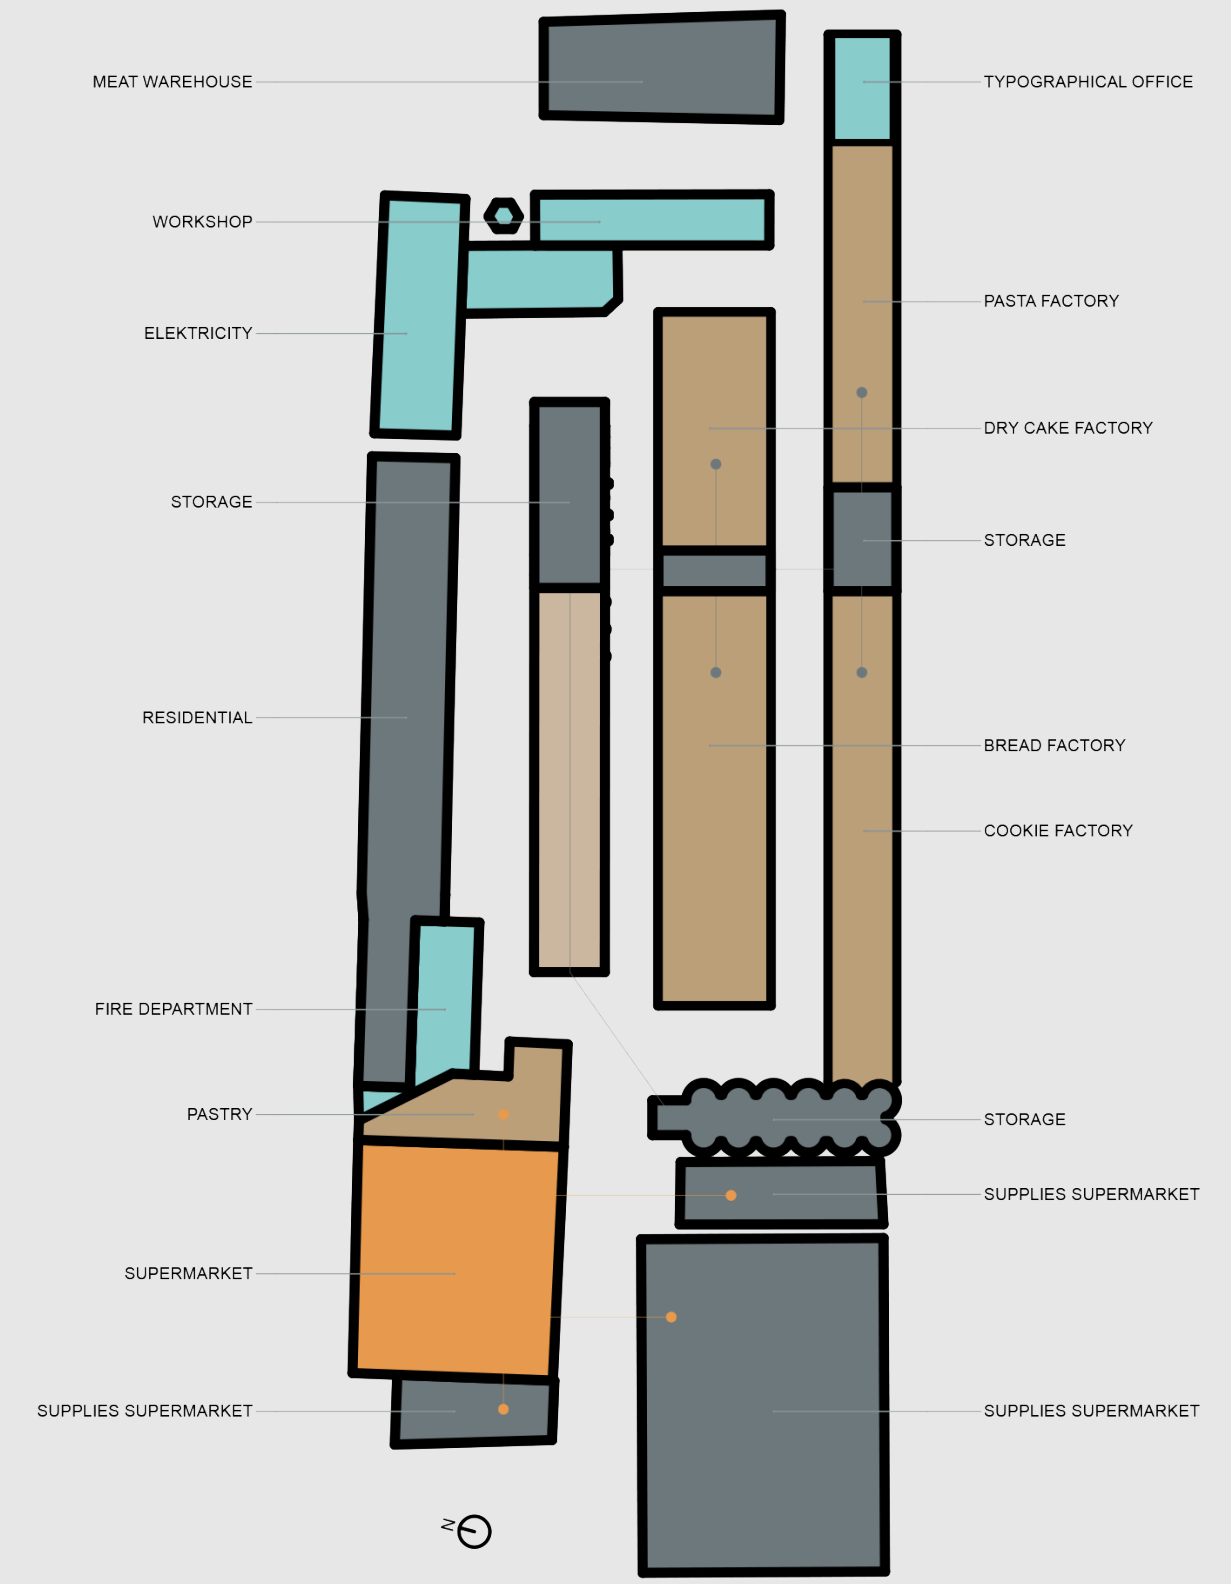 MEAT WAREHOUSE
TYPOGRAPHICAL OFFICE
WORKSHOP
PASTA FACTORY
ELEKTRICITY
DRY CAKE FACTORY
STORAGE
STORAGE
RESIDENTIAL
BREAD FACTORY
COOKIE FACTORY
FIRE DEPARTMENT
PASTRY
STORAGE
SUPPLIES SUPERMARKET
SUPERMARKET
SUPPLIES SUPERMARKET
SUPPLIES SUPERMARKET
N